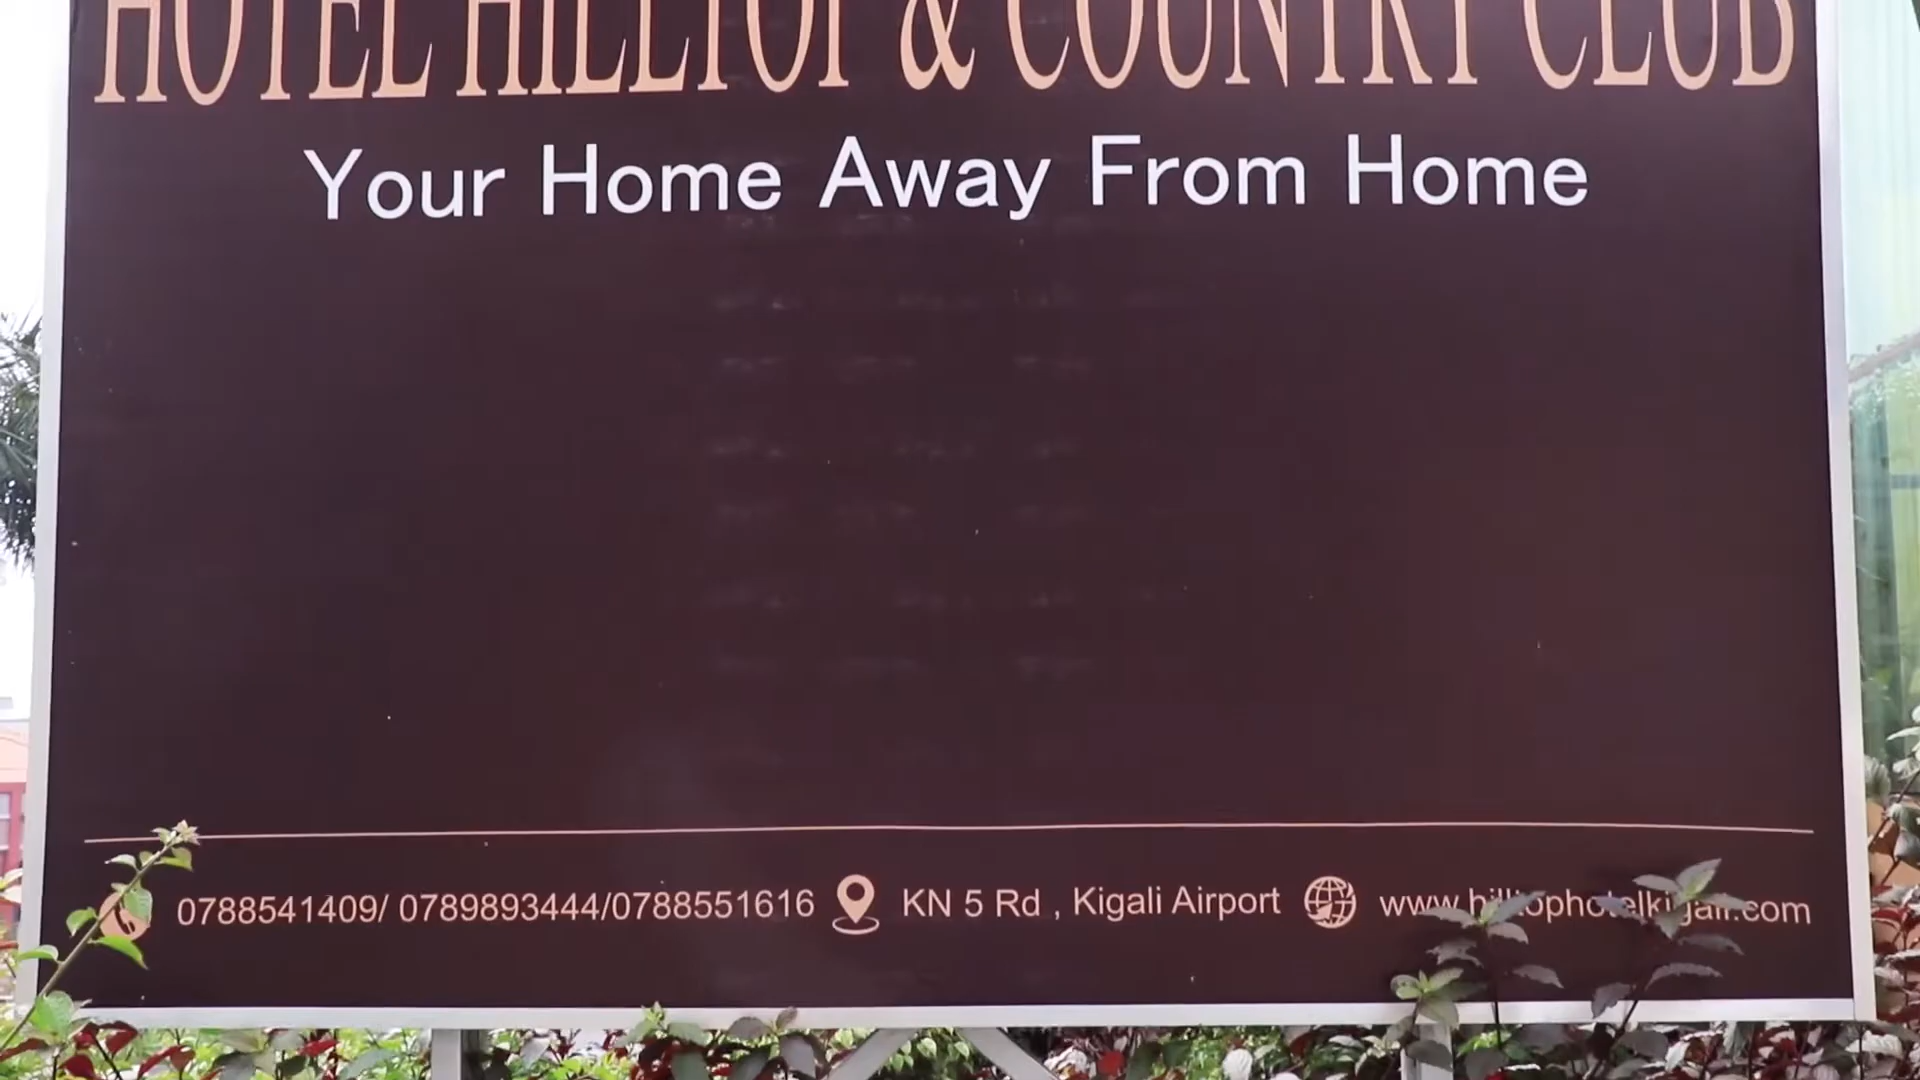 HOTEL HILLTOP & COUNTRY CLUB
Your Home Away From Home
0788541409/ 0789893444/0788551616 KN 5 Rd , Kigali Airport www.hilltophotelkigali.com